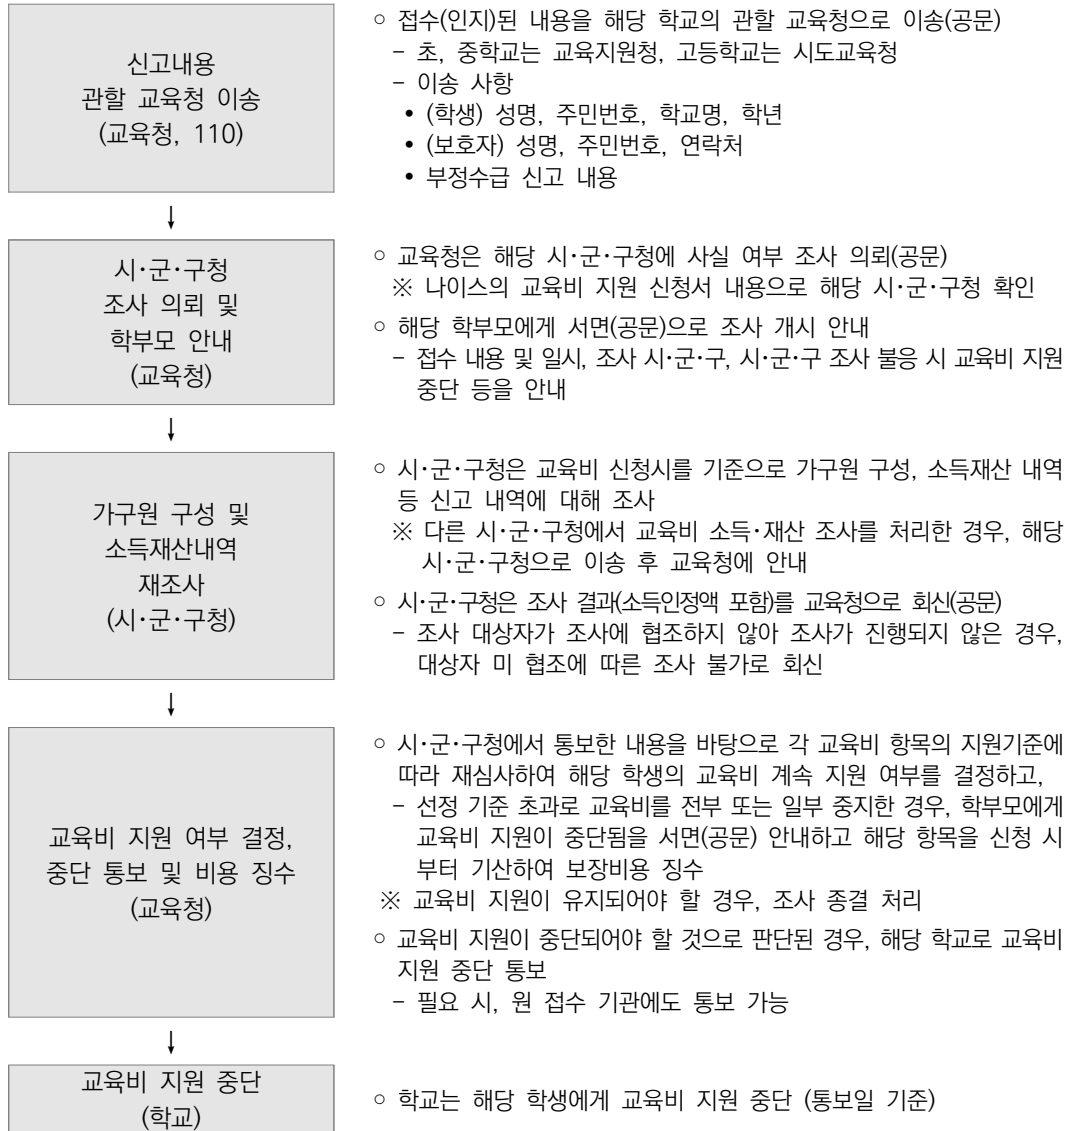 신고내용
관할 교육청 이송
(교육청, 110)
○ 접수(인지)된 내용을 해당 학교의 관할 교육청으로 이송(공문)
- 초, 중학교는 교육지원청, 고등학교는 시도교육청
- 이송 사항
• (학생) 성명, 주민번호, 학교명, 학년
• (보호자) 성명, 주민번호, 연락처
• 부정수급 신고 내용
↓
시·군·구청
조사 의뢰 및
학부모 안내
(교육청)
○ 교육청은 해당 시·군·구청에 사실 여부 조사 의뢰(공문)
※ 나이스의 교육비 지원 신청서 내용으로 해당 시·군·구청 확인
○ 해당 학부모에게 서면(공문)으로 조사 개시 안내
- 접수 내용 및 일시, 조사 시·군·구, 시·군·구 조사 불응 시 교육비 지원
중단 등을 안내
↓
가구원 구성 및
소득재산내역
재조사
(시·군·구청)
○ 시·군·구청은 교육비 신청시를 기준으로 가구원 구성, 소득재산 내역
등 신고 내역에 대해 조사
※ 다른 시·군·구청에서 교육비 소득·재산 조사를 처리한 경우, 해당
시·군·구청으로 이송 후 교육청에 안내
○ 시·군·구청은 조사 결과(소득인정액 포함)를 교육청으로 회신(공문)
- 조사 대상자가 조사에 협조하지 않아 조사가 진행되지 않은 경우,
대상자 미 협조에 따른 조사 불가로 회신
↓
교육비 지원 여부 결정,
중단 통보 및 비용 징수
(교육청)
○ 시·군·구청에서 통보한 내용을 바탕으로 각 교육비 항목의 지원기준에
따라 재심사하여 해당 학생의 교육비 계속 지원 여부를 결정하고,
- 선정 기준 초과로 교육비를 전부 또는 일부 중지한 경우, 학부모에게
교육비 지원이 중단됨을 서면(공문) 안내하고 해당 항목을 신청 시
부터 기산하여 보장비용 징수
※ 교육비 지원이 유지되어야 할 경우, 조사 종결 처리
○ 교육비 지원이 중단되어야 할 것으로 판단된 경우, 해당 학교로 교육비
지원 중단 통보
- 필요 시, 원 접수 기관에도 통보 가능
↓
교육비 지원 중단
(학교)
○ 학교는 해당 학생에게 교육비 지원 중단 (통보일 기준)